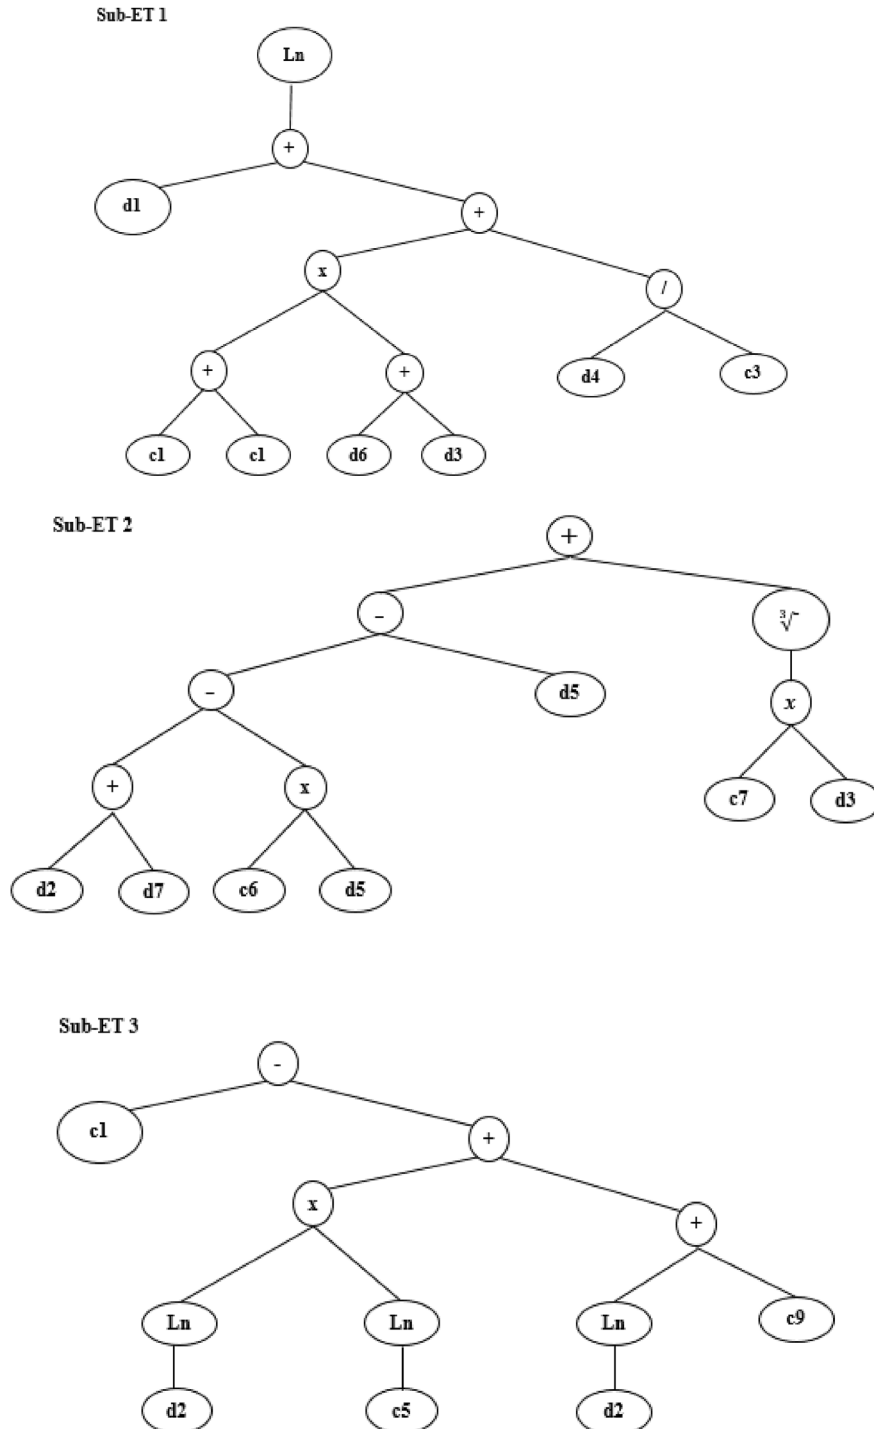 Sub-ET 1
Ln
+
d1
+
x
/
+
+
d4
c3
c1
c1
d6
d3
Sub-ET 2
+
-
∛-
-
d5
x
+
x
c7
d3
d2
d7
c6
d5
Sub-ET 3
-
c1
+
x
+
Ln
Ln
Ln
c9
d2
c5
d2